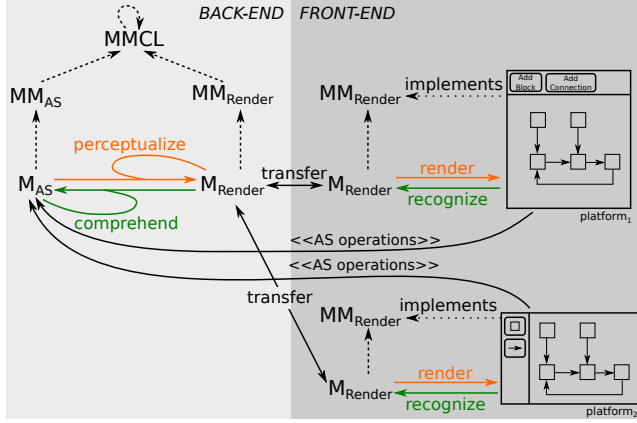 BACK-END FRONT-END
MMCL
implements
Add Block
Add Connection
MM_AS
MM_Render
MM_Render
perceptualize
transfer
render
M_AS
M_Render
M_Render
recognize
comprehend
platform_1
<<AS operations>>
<<AS operations>>
transfer
implements
MM_Render
render
M_Render
recognize
platform_2